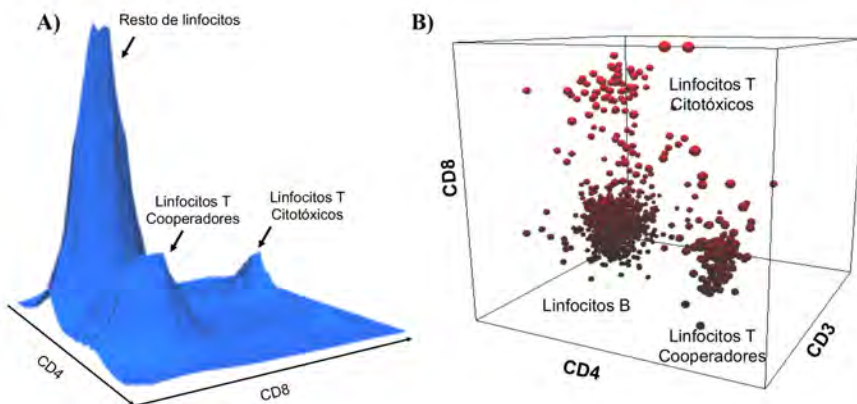 A)
Resto de linfocitos
Linfocitos T
Cooperadores
Linfocitos T
Citotóxicos
CD4
CD8
B)
Linfocitos T
Citotóxicos
CD8
Linfocitos B
Linfocitos T
Cooperadores
CD4
CD3